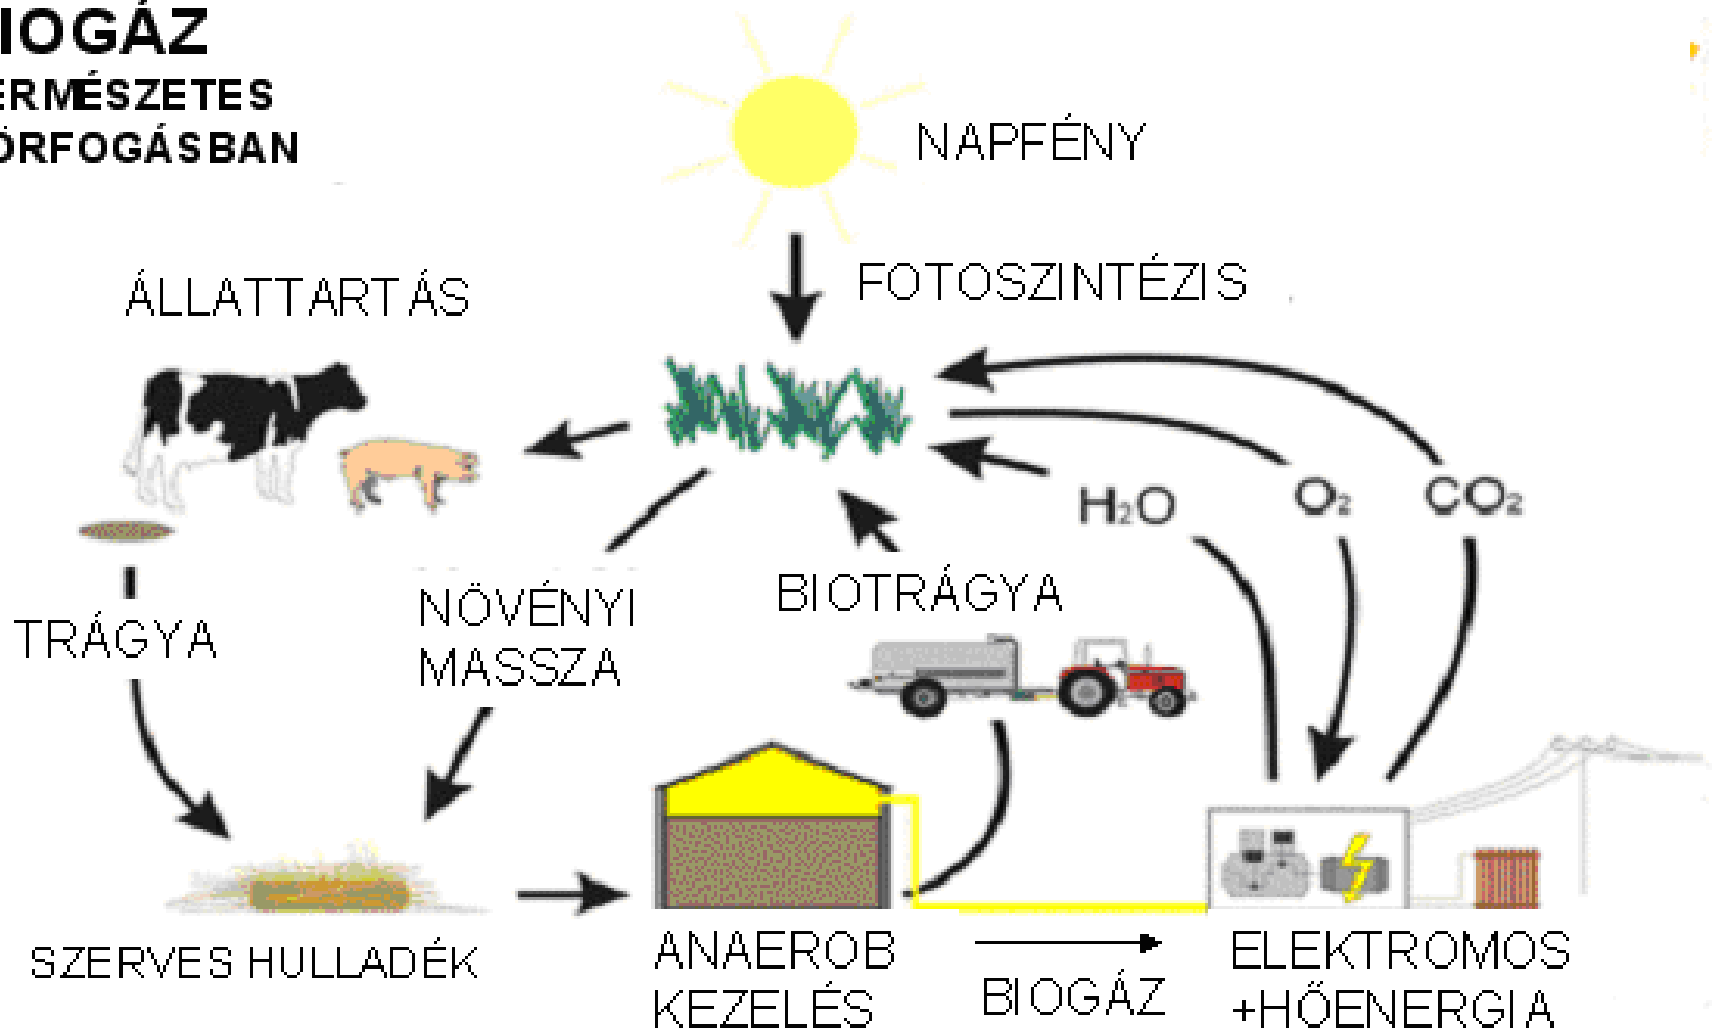 IOGÁZ
ERMÉSZETES
ÖRFOGÁSBAN
NAPFÉNY
FOTOSZINTÉZIS
ÁLLATTARTÁS
H₂O
O₂
CO₂
NÖVÉNYI
MASSZA
BIOTRÁGYA
TRÁGYA
SZERVES HULLADÉK
ANAEROB
KEZELÉS
BIOGÁZ
ELEKTROMOS
+HŐENERGIA